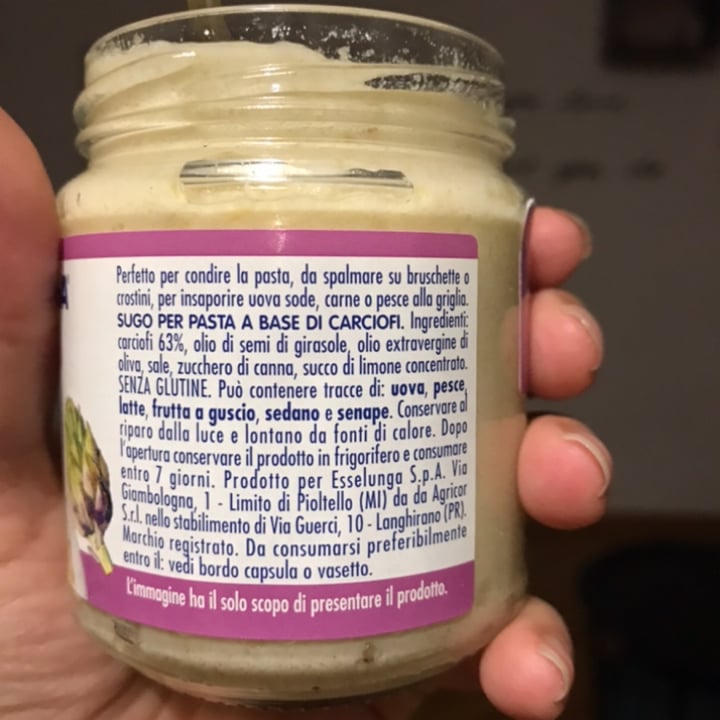 Perfetto per condire la pasta, da spalmare su bruschette o
crostini, per insaporire uova sode, carne o pesce alla griglia.
SUGO PER PASTA A BASE DI CARCIOFI. Ingredienti:
carciofi 63%, olio di semi di girasole, olio extravergine di
oliva, sale, zucchero di canna, succo di limone concentrato.
SENZA GLUTINE. Può contenere tracce di: uova, pesce,
latte, frutta a guscio, sedano e senape. Conservare al
riparo dalla luce e lontano da fonti di calore. Dopo
l'apertura conservare il prodotto in frigorifero e consumare
entro 7 giorni. Prodotto per Esselunga S.p.A. Via
Giambologna, 1 - Limito di Pioltello (MI) da da Agricor
S.r.l. nello stabilimento di Via Guerci, 10 - Langhirano (PR).
Marchio registrato. Da consumarsi preferibilmente
entro il: vedi bordo capsula o vasetto.
L'immagine ha il solo scopo di presentare il prodotto.